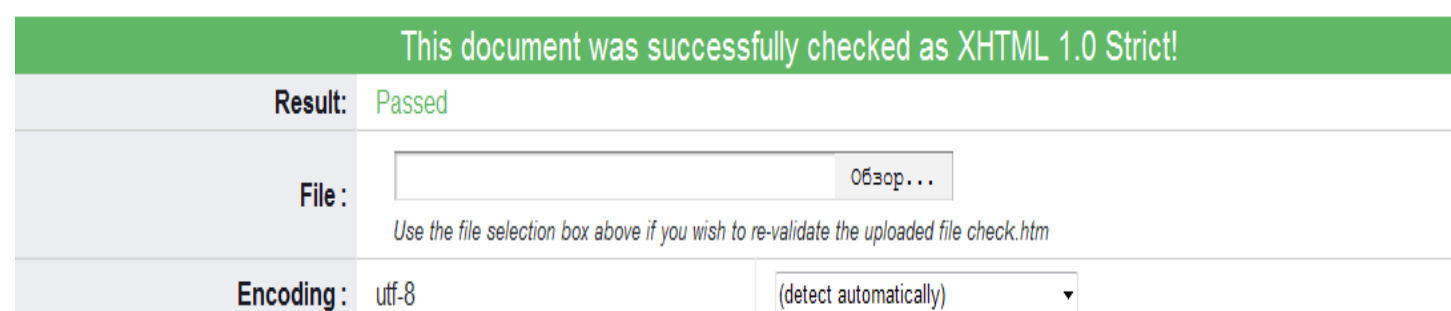 This document was successfully checked as XHTML 1.0 Strict!
Result: Passed
File : Обзор...
Use the file selection box above if you wish to re-validate the uploaded file check.htm
Encoding : utf-8 (detect automatically)